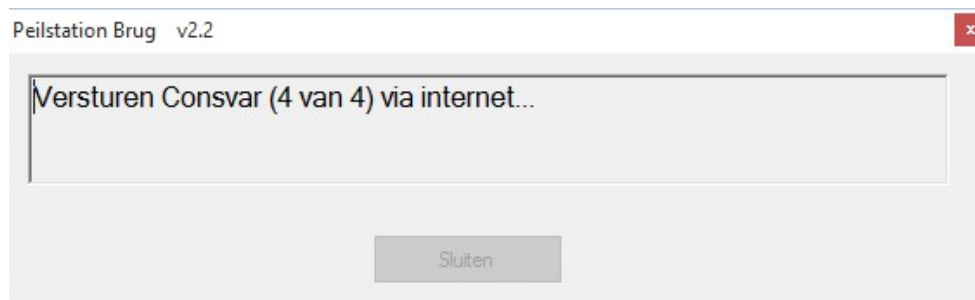 Peilstation Brug v2.2
x
Versturen Consvar (4 van 4) via internet...
Sluiten